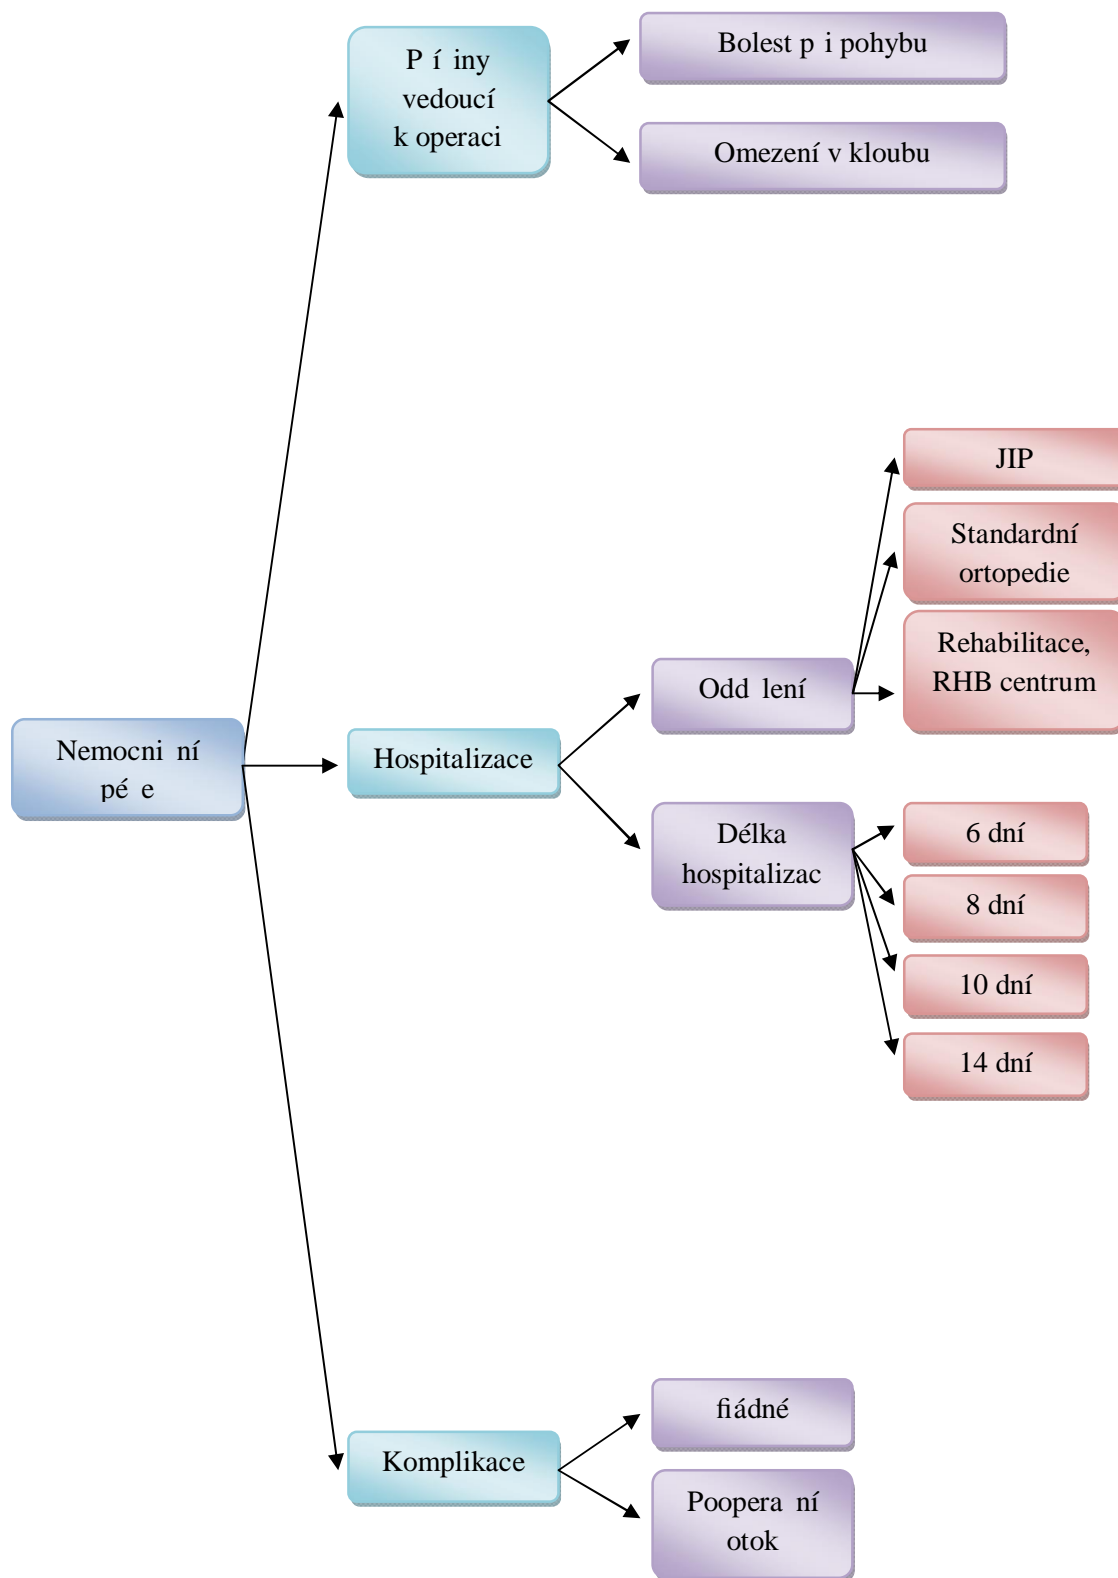 P í iny
vedoucí
k operaci
Bolest p i pohybu
Omezení v kloubu
JIP
Standardní
ortopedie
Rehabilitace,
RHB centrum
Odd lení
Nemocni ní
pé e
Hospitalizace
Délka
hospitalizac
6 dní
8 dní
10 dní
14 dní
Komplikace
fiádné
Poopera ní
otok